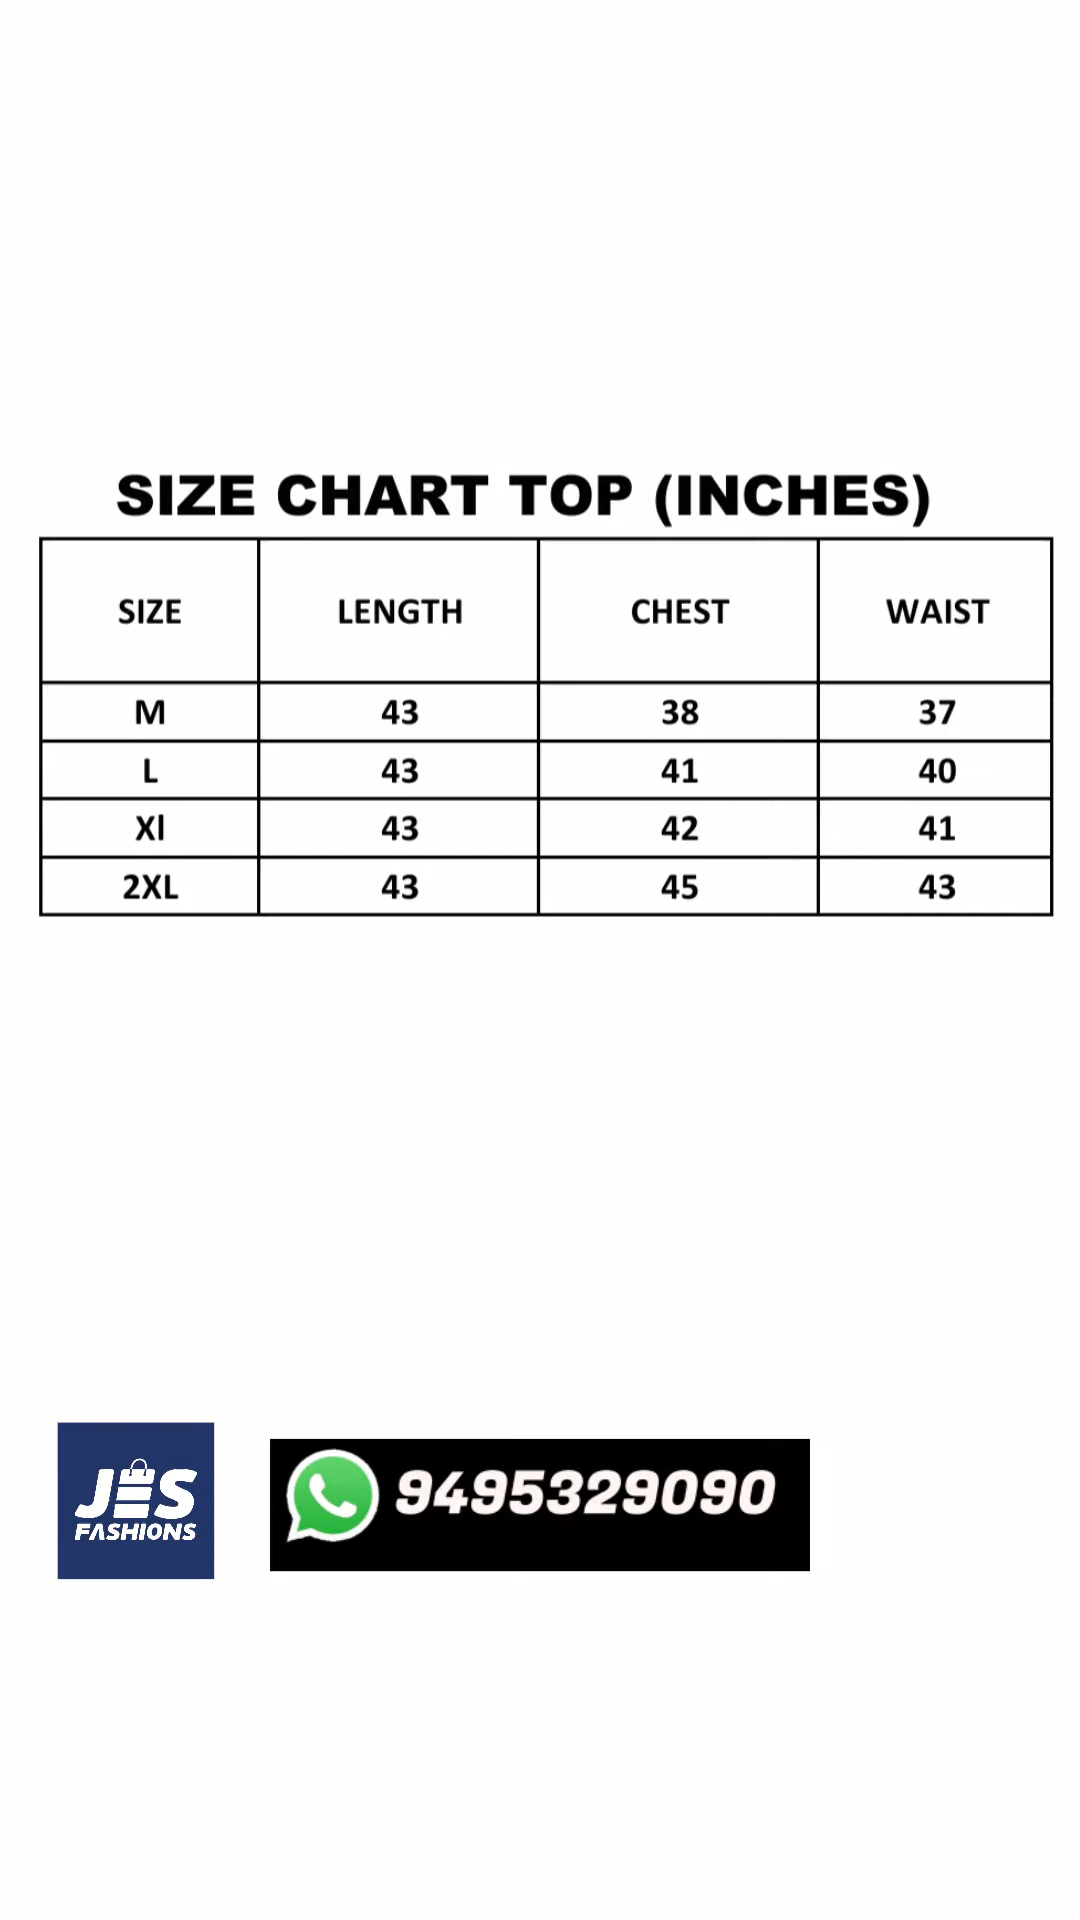 SIZE CHART TOP (INCHES)
SIZE LENGTH CHEST WAIST
M 43 38 37
L 43 41 40
Xl 43 42 41
2XL 43 45 43
JES
FASHIONS
9495329090